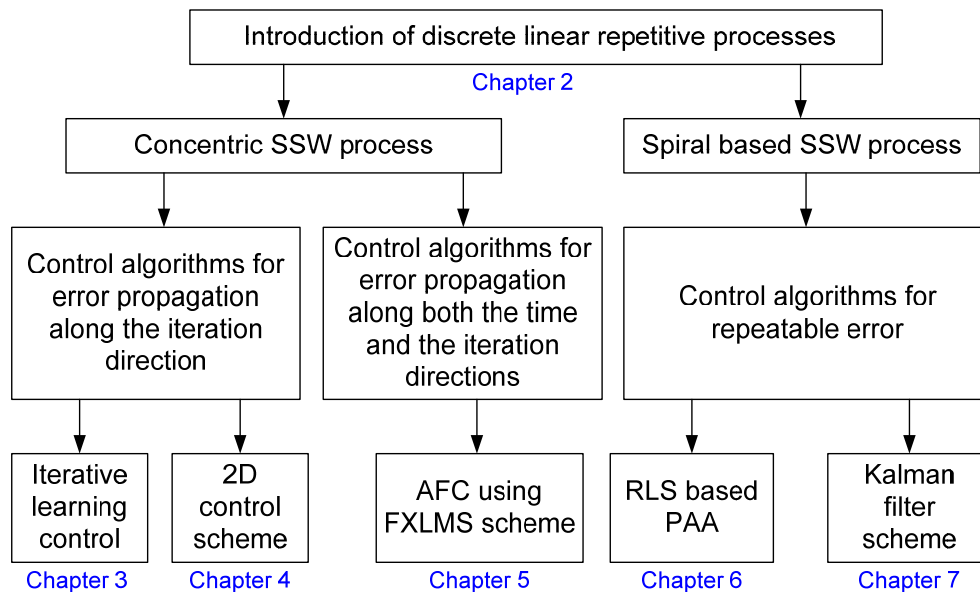 Introduction of discrete linear repetitive processes
Chapter 2
Concentric SSW process
Spiral based SSW process
Control algorithms for
error propagation
along the iteration
direction
Control algorithms for
error propagation
along both the time
and the iteration
directions
Control algorithms for
repeatable error
Iterative
learning
control
2D
control
scheme
AFC using
FXLMS scheme
RLS based
PAA
Kalman
filter
scheme
Chapter 3
Chapter 4
Chapter 5
Chapter 6
Chapter 7